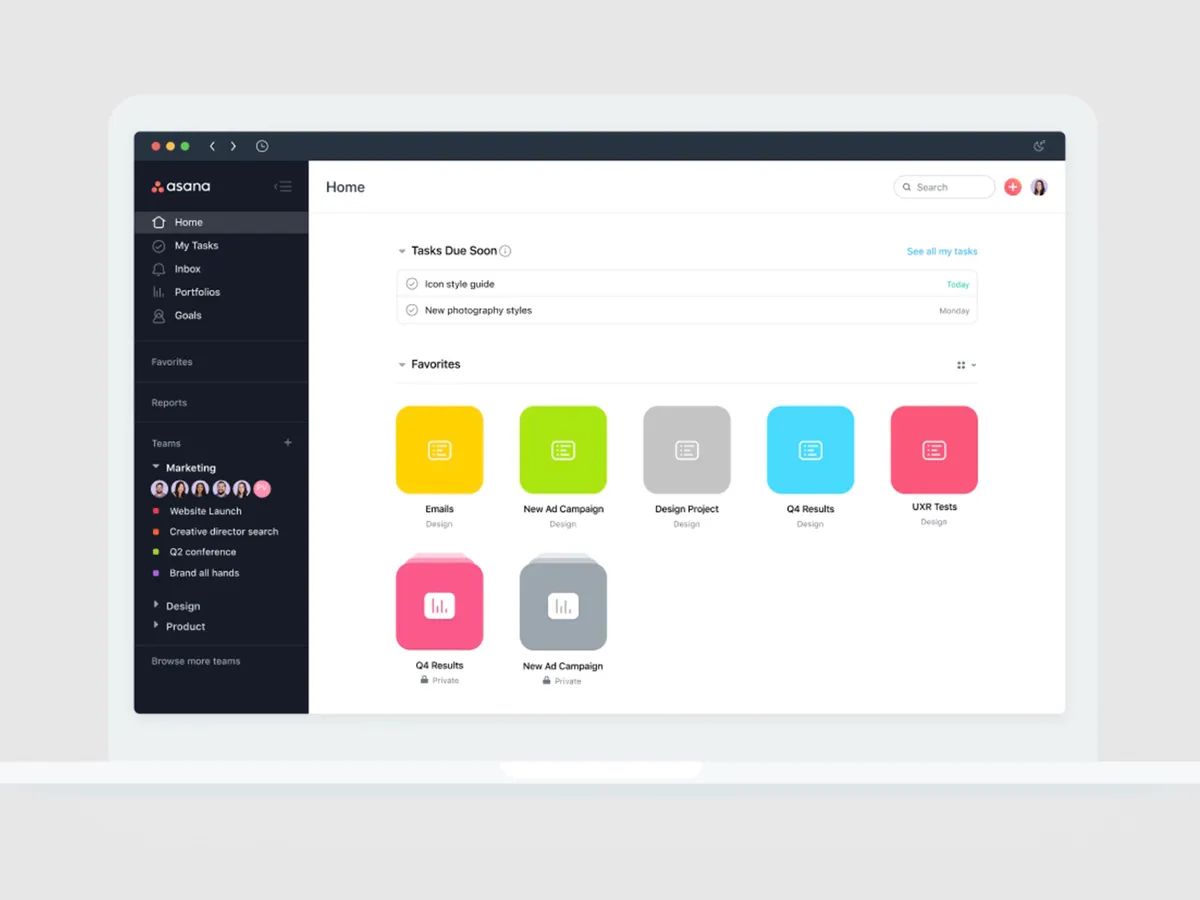 asana
Home
Search
Home
My Tasks
Inbox
Portfolios
Goals
Favorites
Reports
Teams
Marketing
Website Launch
Creative director search
Q2 conference
Brand all hands
Design
Product
Browse more teams
Tasks Due Soon
See all my tasks
Icon style guide Today
New photography styles Monday
Favorites
Emails New Ad Campaign Design Project Q4 Results UXR Tests
Design Design Design Design Design
Q4 Results New Ad Campaign
Private Private